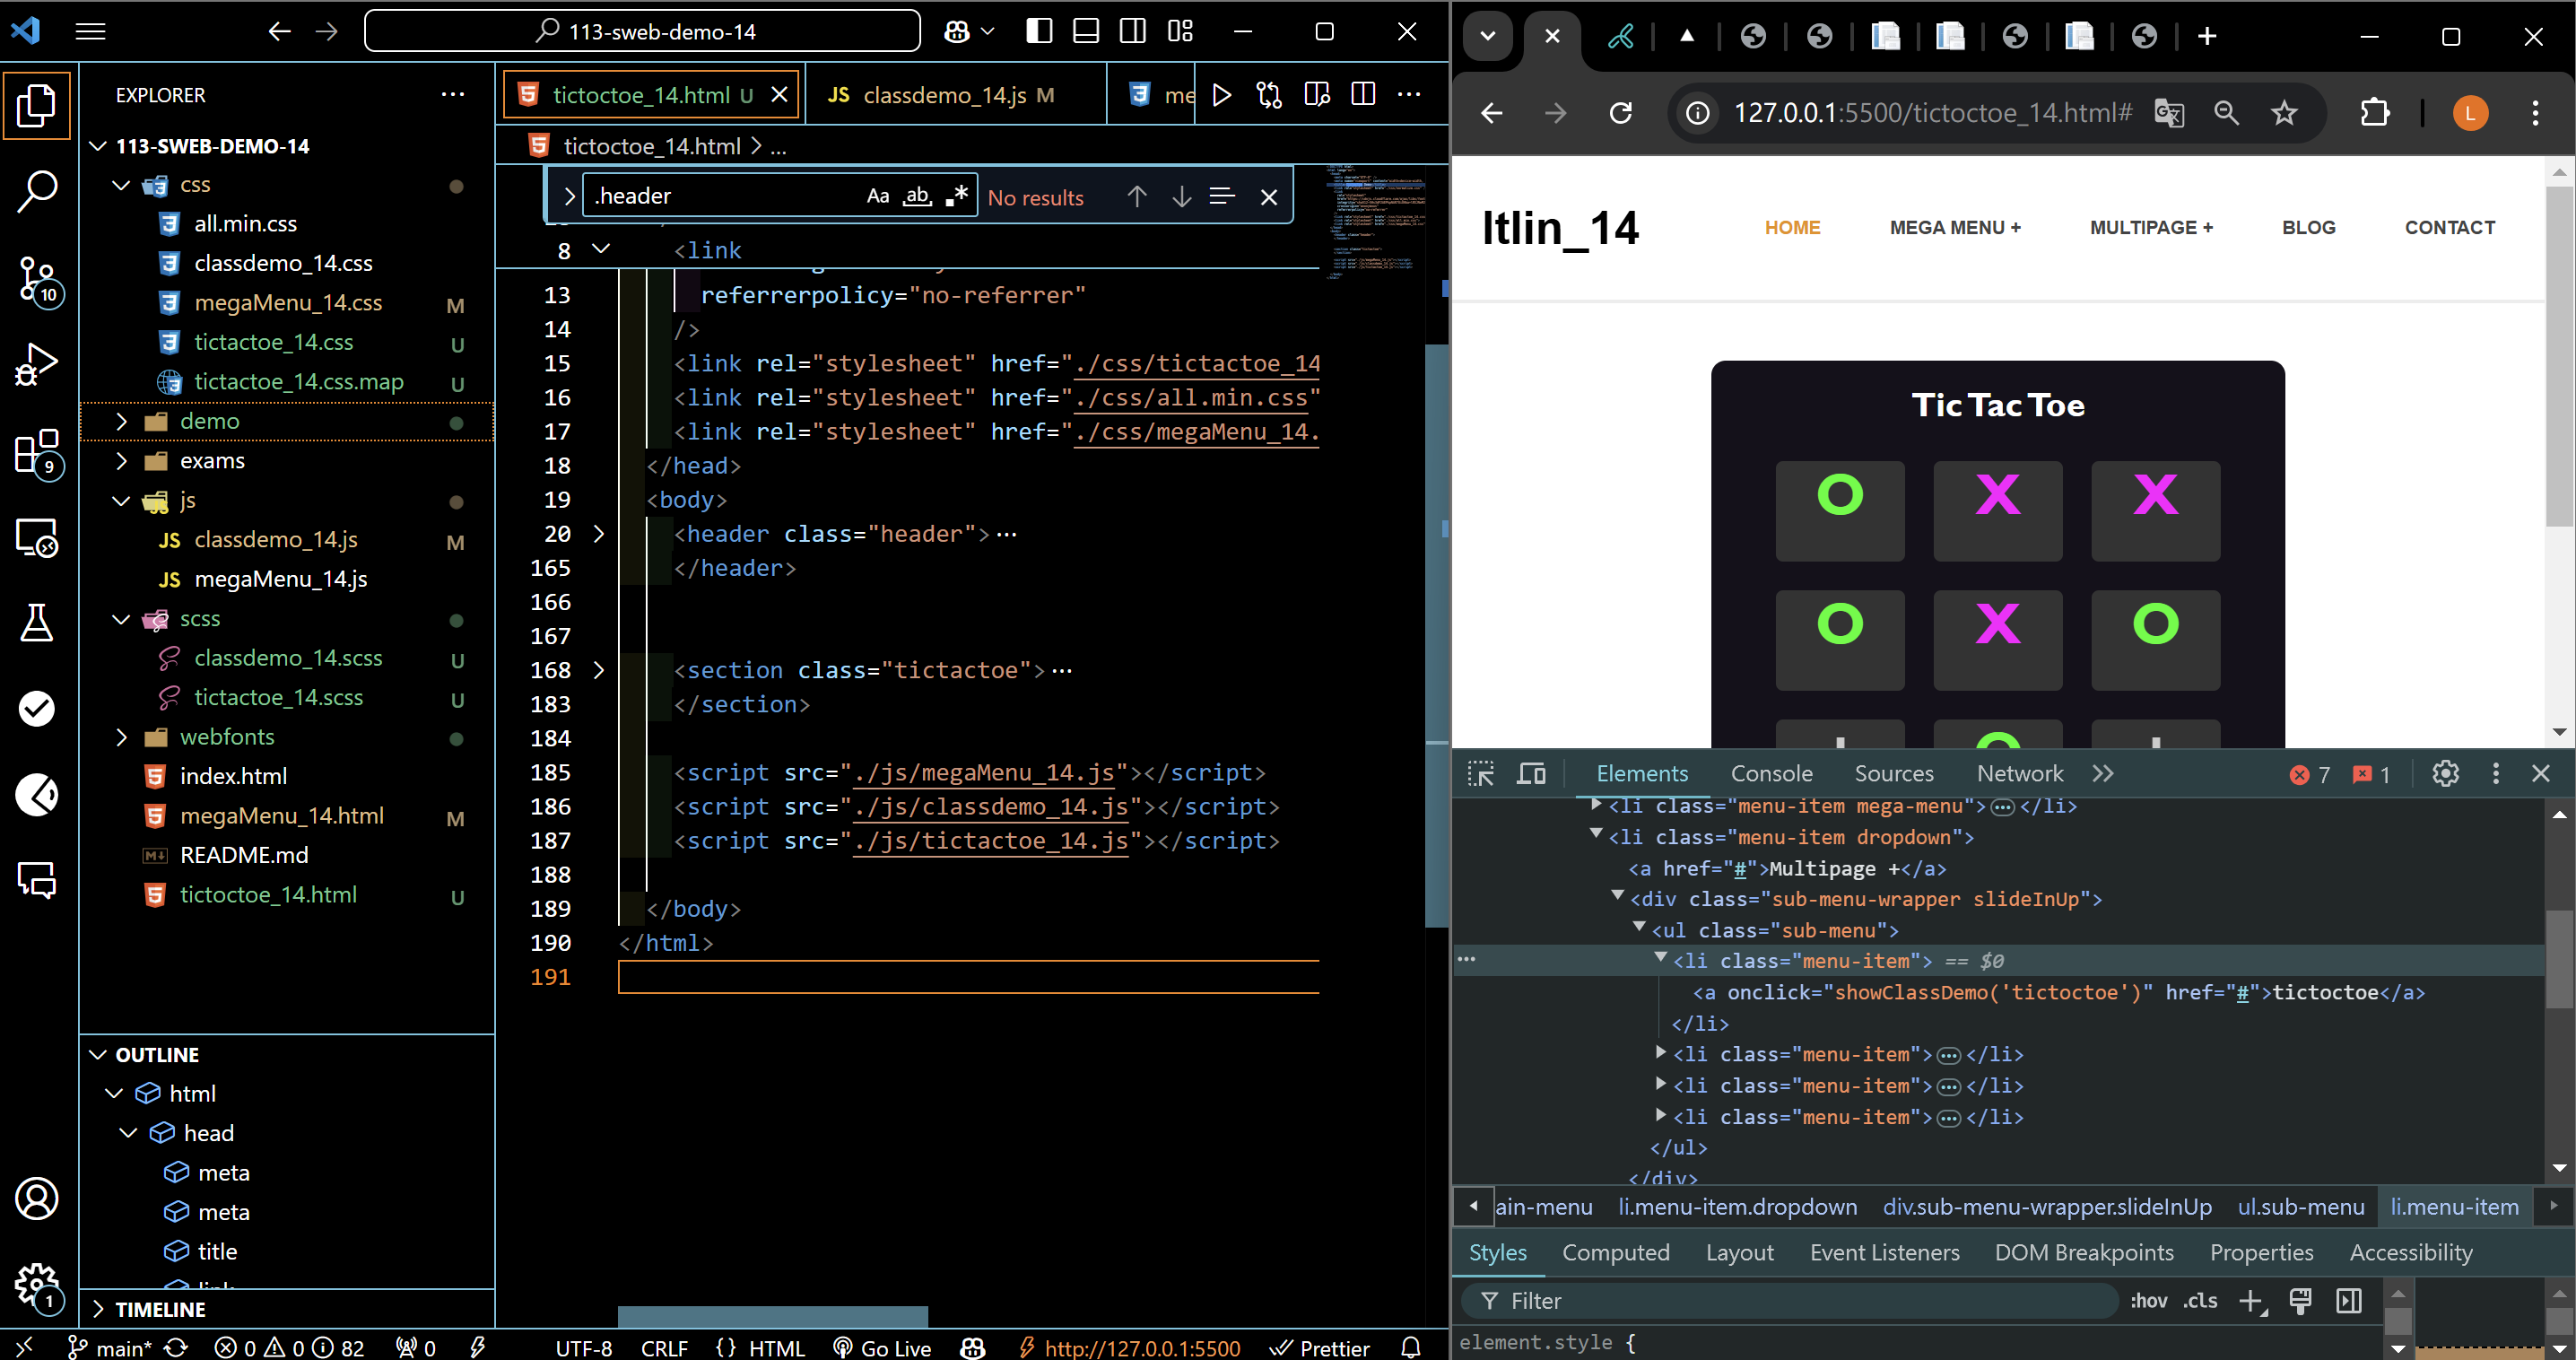 113-sweb-demo-14
EXPLORER
113-SWEB-DEMO-14
css
all.min.css
classdemo_14.css
megaMenu_14.css M
tictactoe_14.css U
tictactoe_14.css.map U
demo
exams
js
JS classdemo_14.js M
JS megaMenu_14.js
scss
classdemo_14.scss U
tictactoe_14.scss U
webfonts
index.html
megaMenu_14.html M
README.md
tictoctoe_14.html U
10
9
1
OUTLINE
html
head
meta
meta
title
link
TIMELINE
tictoctoe_14.html U
JS classdemo_14.js M
me
tictoctoe_14.html > ...
.header Aa ab No results
8 <link
13 referrerpolicy="no-referrer"
14 />
15 <link rel="stylesheet" href="./css/tictactoe_14
16 <link rel="stylesheet" href="./css/all.min.css"
17 <link rel="stylesheet" href="./css/megaMenu_14.
18 </head>
19 <body>
20 <header class="header">⋯
165 </header>
166
167
168 <section class="tictactoe">⋯
183 </section>
184
185 <script src="./js/megaMenu_14.js"></script>
186 <script src="./js/classdemo_14.js"></script>
187 <script src="./js/tictactoe_14.js"></script>
188
189 </body>
190 </html>
191
main* 0 0 82 0 UTF-8 CRLF {} HTML Go Live http://127.0.0.1:5500 Prettier
127.0.0.1:5500/tictoctoe_14.html# L
ltlin_14 HOME MEGA MENU + MULTIPAGE + BLOG CONTACT
Tic Tac Toe
O X X
O X O
Elements Console Sources Network 7 1
<li class="menu-item mega-menu">⋯</li>
<li class="menu-item dropdown">
<a href="#">Multipage +</a>
<div class="sub-menu-wrapper slideInUp">
<ul class="sub-menu">
<li class="menu-item"> == $0
<a onclick="showClassDemo('tictoctoe')" href="#">tictoctoe</a>
</li>
<li class="menu-item">⋯</li>
<li class="menu-item">⋯</li>
<li class="menu-item">⋯</li>
</ul>
</div>
ain-menu li.menu-item.dropdown div.sub-menu-wrapper.slideInUp ul.sub-menu li.menu-item
Styles Computed Layout Event Listeners DOM Breakpoints Properties Accessibility
Filter :hov .cls
element.style {